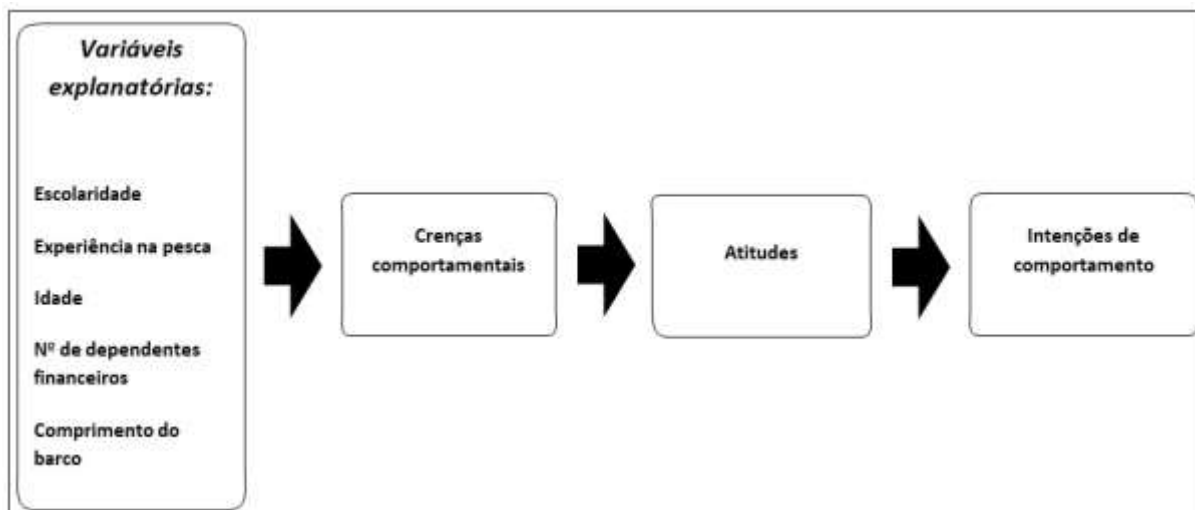 Variáveis
explanatórias:
Escolaridade
Experiência na pesca
Idade
Nº de dependentes
financeiros
Comprimento do
barco
Crenças
comportamentais
Atitudes
Intenções de
comportamento